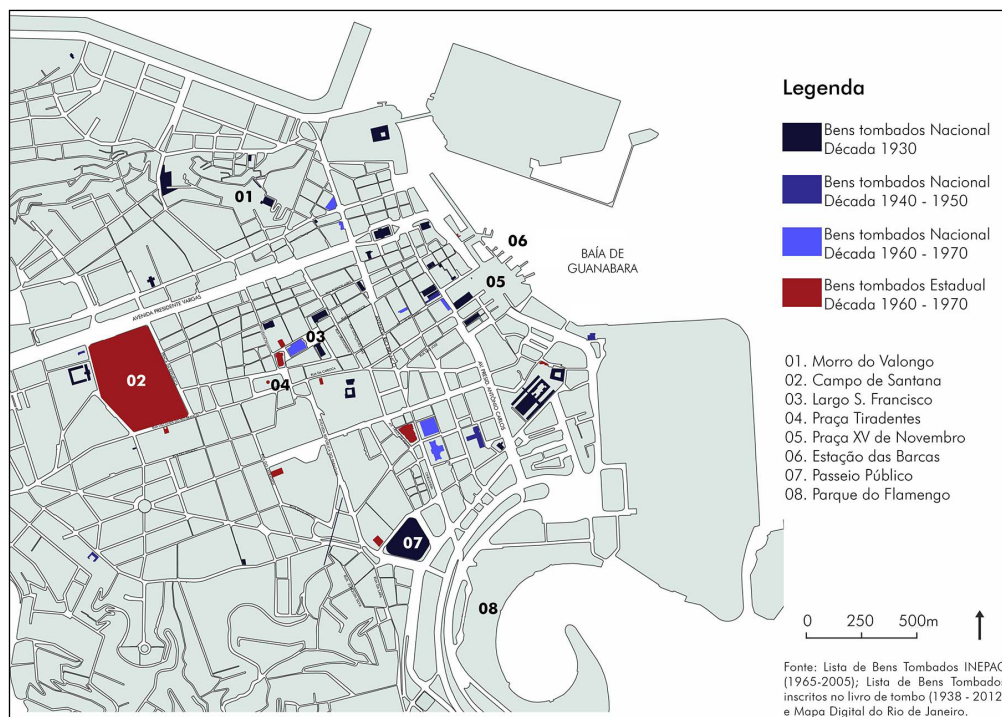 01
06
BAÍA DE
GUANABARA
05
AVENIDA PRESIDENTE VARGAS
03
02
04
AV. PRESID. ANTÔNIO CARLOS
07
08
Legenda
Bens tombados Nacional
Década 1930
Bens tombados Nacional
Década 1940 - 1950
Bens tombados Nacional
Década 1960 - 1970
Bens tombados Estadual
Década 1960 - 1970
01. Morro do Valongo
02. Campo de Santana
03. Largo S. Francisco
04. Praça Tiradentes
05. Praça XV de Novembro
06. Estação das Barcas
07. Passeio Público
08. Parque do Flamengo
0 250 500m
Fonte: Lista de Bens Tombados INEPAC
(1965-2005); Lista de Bens Tombados
inscritos no livro de tombo (1938 - 2012)
e Mapa Digital do Rio de Janeiro.